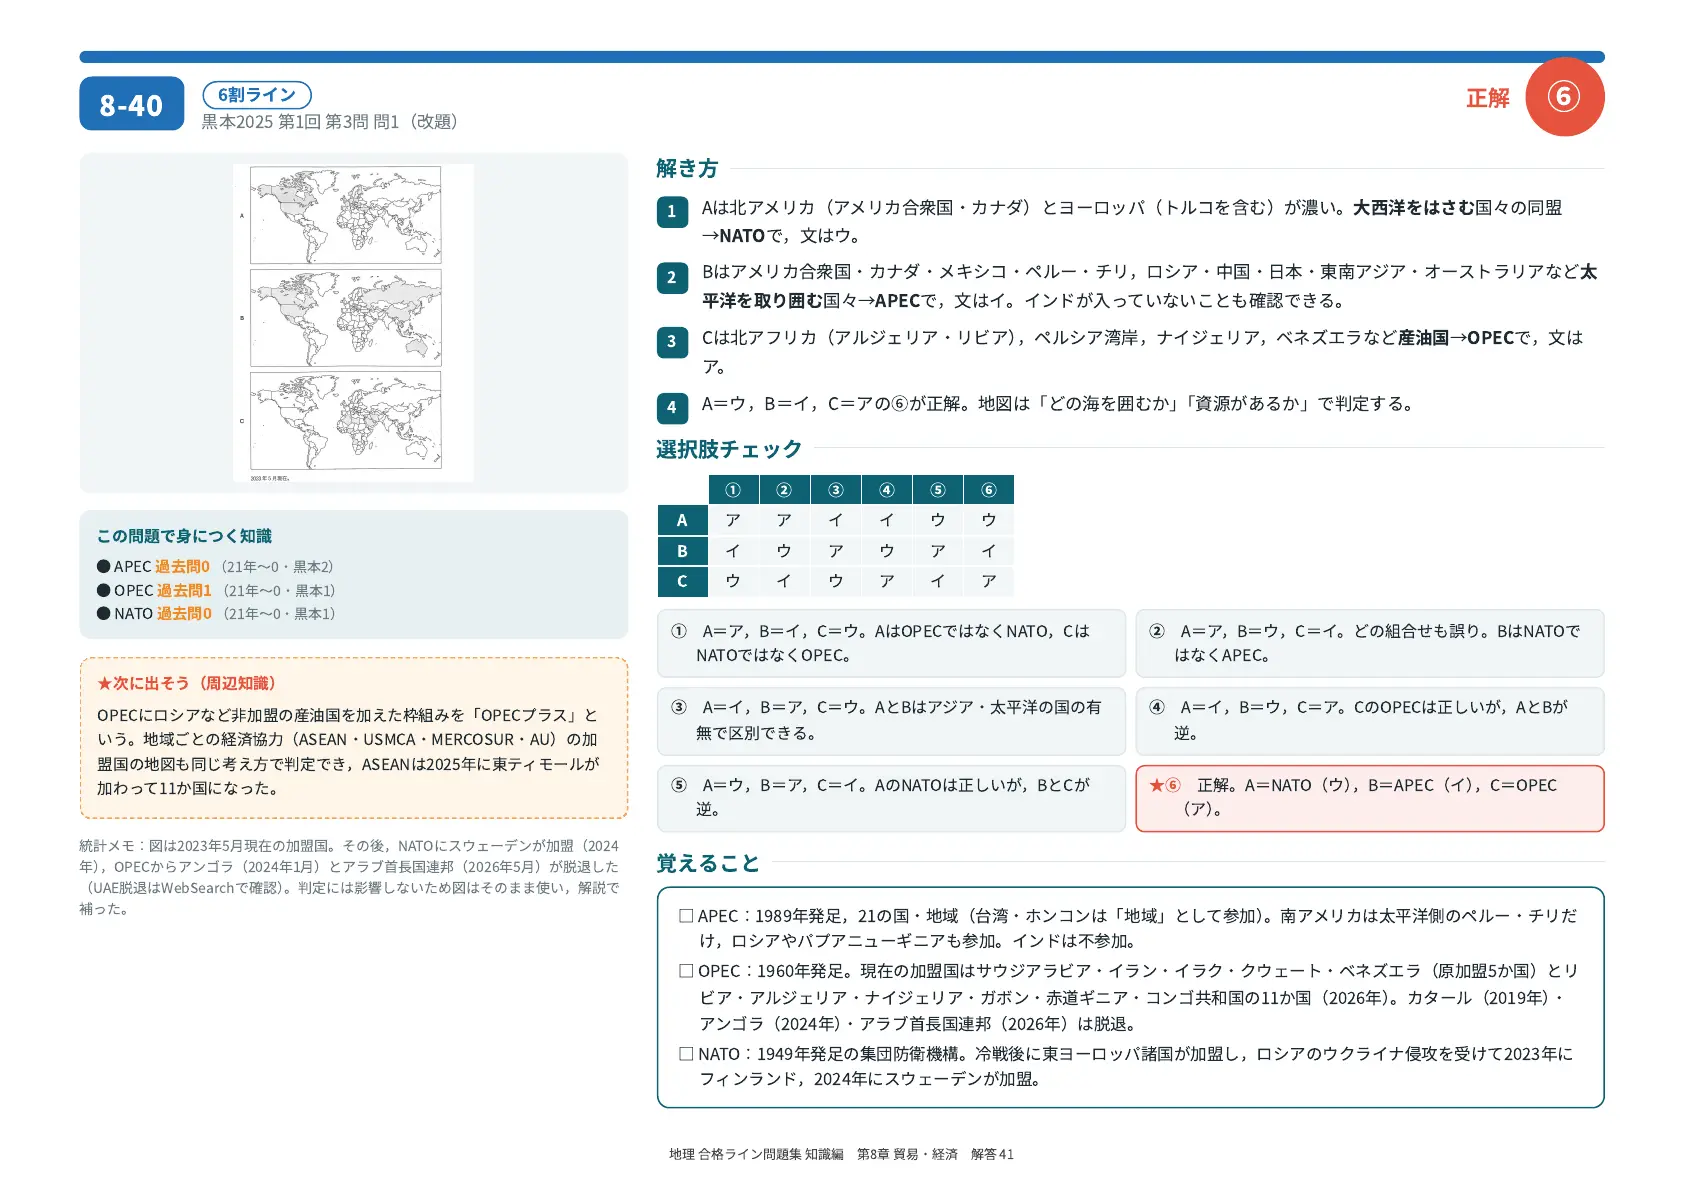 8-40
6割ライン
黒本2025 第1回 第3問 問1（改題）
正解 ⑥
A
B
C
2023年5月現在。
この問題で身につく知識
● APEC 過去問0 （21年〜0・黒本2）
● OPEC 過去問1 （21年〜0・黒本1）
● NATO 過去問0 （21年〜0・黒本1）
★次に出そう（周辺知識）
OPECにロシアなど非加盟の産油国を加えた枠組みを「OPECプラス」と
いう。地域ごとの経済協力（ASEAN・USMCA・MERCOSUR・AU）の加
盟国の地図も同じ考え方で判定でき，ASEANは2025年に東ティモールが
加わって11か国になった。
統計メモ：図は2023年5月現在の加盟国。その後，NATOにスウェーデンが加盟（2024
年），OPECからアンゴラ（2024年1月）とアラブ首長国連邦（2026年5月）が脱退した
（UAE脱退はWebSearchで確認）。判定には影響しないため図はそのまま使い，解説で
補った。
解き方
1 Aは北アメリカ（アメリカ合衆国・カナダ）とヨーロッパ（トルコを含む）が濃い。大西洋をはさむ国々の同盟
→NATOで，文はウ。
2 Bはアメリカ合衆国・カナダ・メキシコ・ペルー・チリ，ロシア・中国・日本・東南アジア・オーストラリアなど太
平洋を取り囲む国々→APECで，文はイ。インドが入っていないことも確認できる。
3 Cは北アフリカ（アルジェリア・リビア），ペルシア湾岸，ナイジェリア，ベネズエラなど産油国→OPECで，文は
ア。
4 A＝ウ，B＝イ，C＝アの⑥が正解。地図は「どの海を囲むか」「資源があるか」で判定する。
選択肢チェック
① ② ③ ④ ⑤ ⑥
A ア ア イ イ ウ ウ
B イ ウ ア ウ ア イ
C ウ イ ウ ア イ ア
① A＝ア，B＝イ，C＝ウ。AはOPECではなくNATO，Cは
NATOではなくOPEC。
② A＝ア，B＝ウ，C＝イ。どの組合せも誤り。BはNATOで
はなくAPEC。
③ A＝イ，B＝ア，C＝ウ。AとBはアジア・太平洋の国の有
無で区別できる。
④ A＝イ，B＝ウ，C＝ア。CのOPECは正しいが，AとBが
逆。
⑤ A＝ウ，B＝ア，C＝イ。AのNATOは正しいが，BとCが
逆。
★⑥ 正解。A＝NATO（ウ），B＝APEC（イ），C＝OPEC
（ア）。
覚えること
□ APEC：1989年発足，21の国・地域（台湾・ホンコンは「地域」として参加）。南アメリカは太平洋側のペルー・チリだ
け，ロシアやパプアニューギニアも参加。インドは不参加。
□ OPEC：1960年発足。現在の加盟国はサウジアラビア・イラン・イラク・クウェート・ベネズエラ（原加盟5か国）とリ
ビア・アルジェリア・ナイジェリア・ガボン・赤道ギニア・コンゴ共和国の11か国（2026年）。カタール（2019年）・
アンゴラ（2024年）・アラブ首長国連邦（2026年）は脱退。
□ NATO：1949年発足の集団防衛機構。冷戦後に東ヨーロッパ諸国が加盟し，ロシアのウクライナ侵攻を受けて2023年に
フィンランド，2024年にスウェーデンが加盟。
地理 合格ライン問題集 知識編　第8章 貿易・経済　解答 41